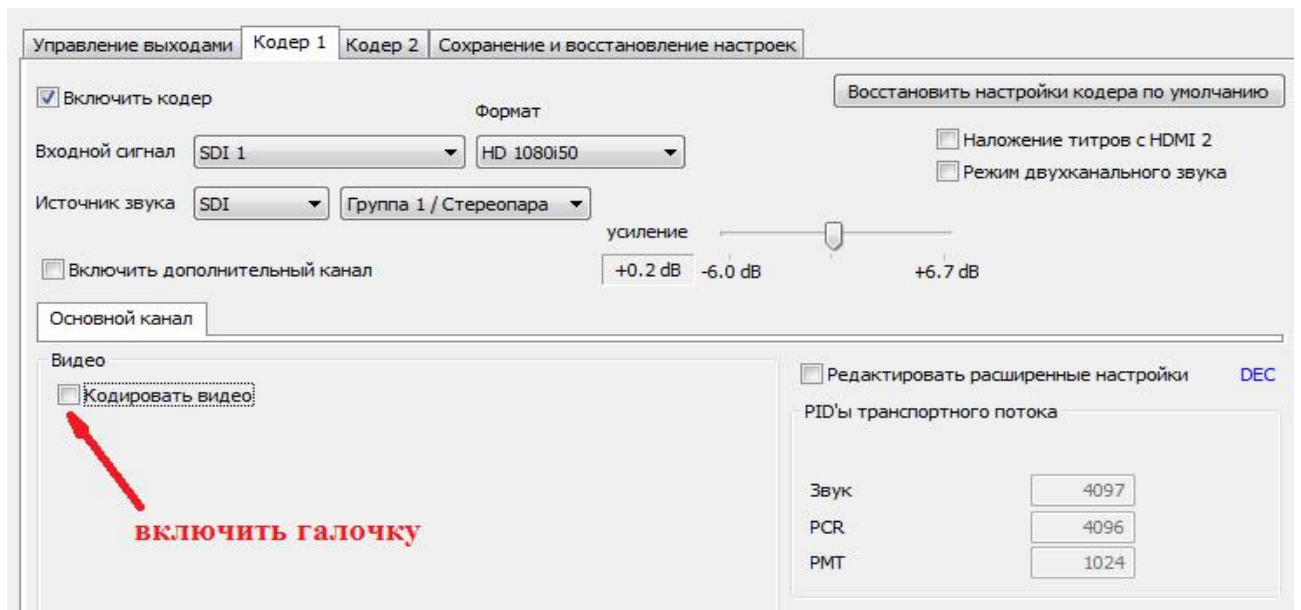 Управление выходами Кодер 1 Кодер 2 Сохранение и восстановление настроек
Включить кодер
Восстановить настройки кодера по умолчанию
Формат
Входной сигнал SDI 1 HD 1080i50
Наложение титров с HDMI 2
Режим двухканального звука
Источник звука SDI Группа 1 / Стереопара
усиление
Включить дополнительный канал
+0.2 dB -6.0 dB +6.7 dB
Основной канал
Видео
Кодировать видео
включить галочку
Редактировать расширенные настройки DEC
PID'ы транспортного потока
Звук 4097
PCR 4096
PMT 1024